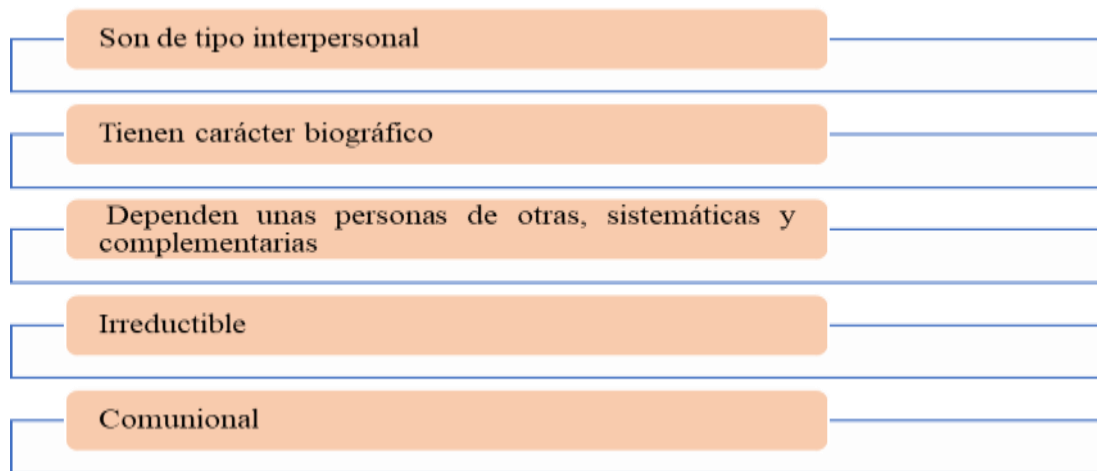 Son de tipo interpersonal
Tienen carácter biográfico
Dependen unas personas de otras, sistemáticas y
complementarias
Irreductible
Comunional